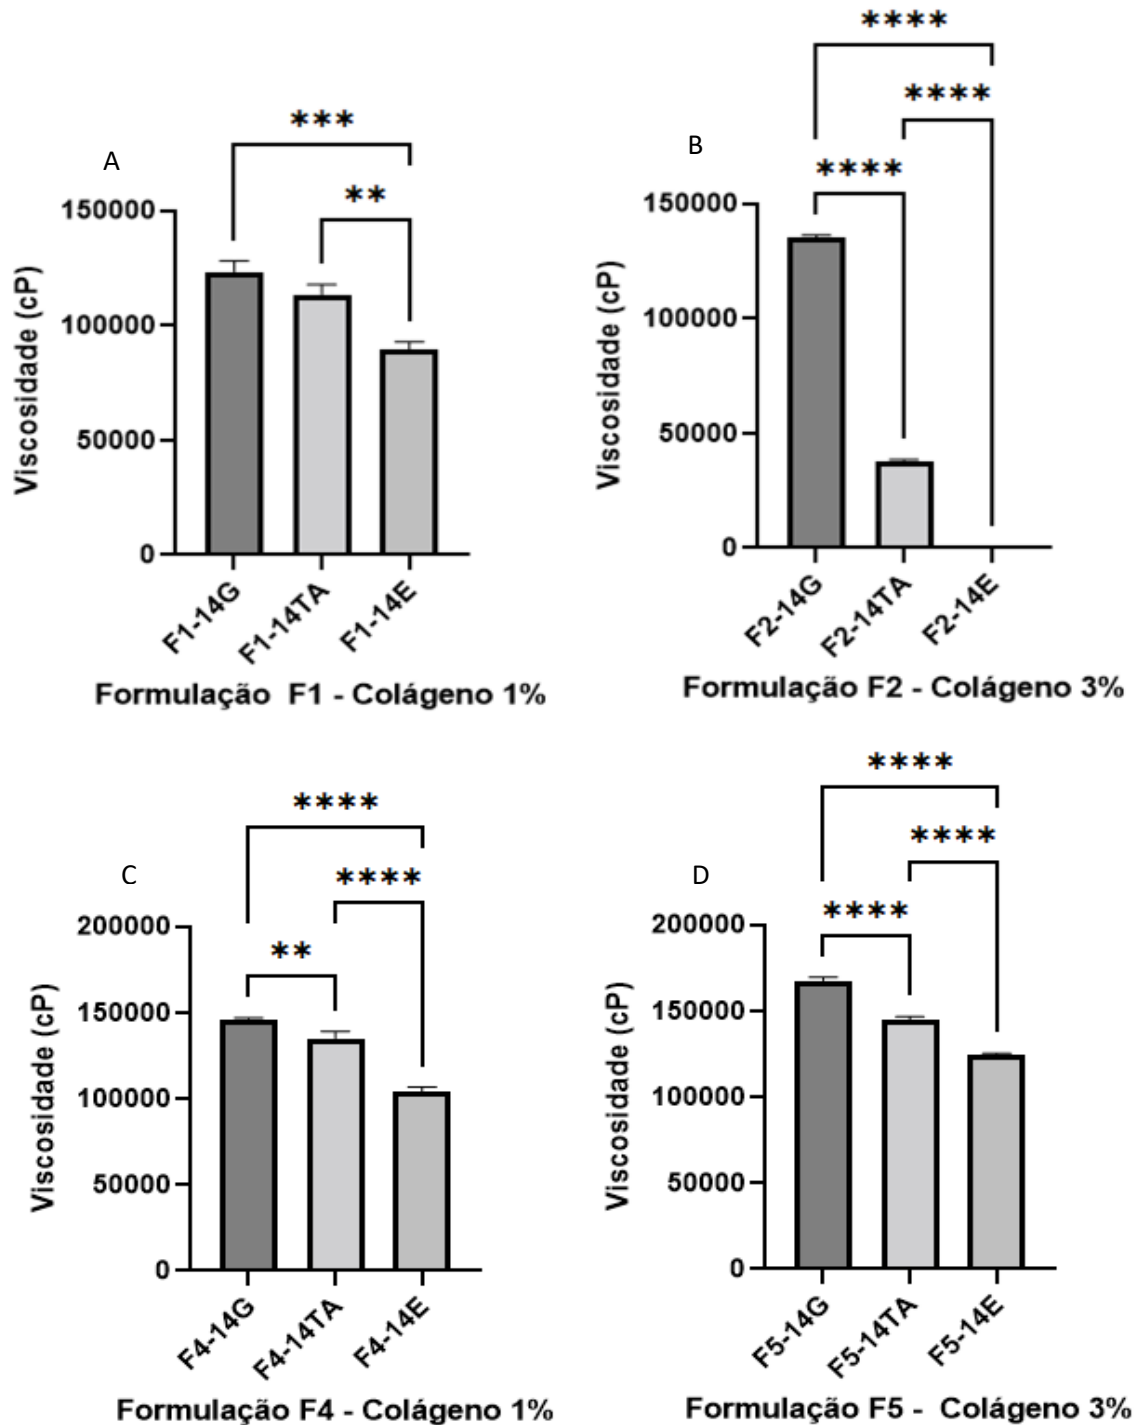 A
***
**
150000
100000
50000
0
Viscosidade (cP)
F1-14G
F1-14TA
F1-14E
Formulação F1 - Colágeno 1%
B
****
****
****
150000
100000
50000
0
Viscosidade (cP)
F2-14G
F2-14TA
F2-14E
Formulação F2 - Colágeno 3%
C
****
****
**
200000
150000
100000
50000
0
Viscosidade (cP)
F4-14G
F4-14TA
F4-14E
Formulação F4 - Colágeno 1%
D
****
****
****
200000
150000
100000
50000
0
Viscosidade (cP)
F5-14G
F5-14TA
F5-14E
Formulação F5 - Colágeno 3%